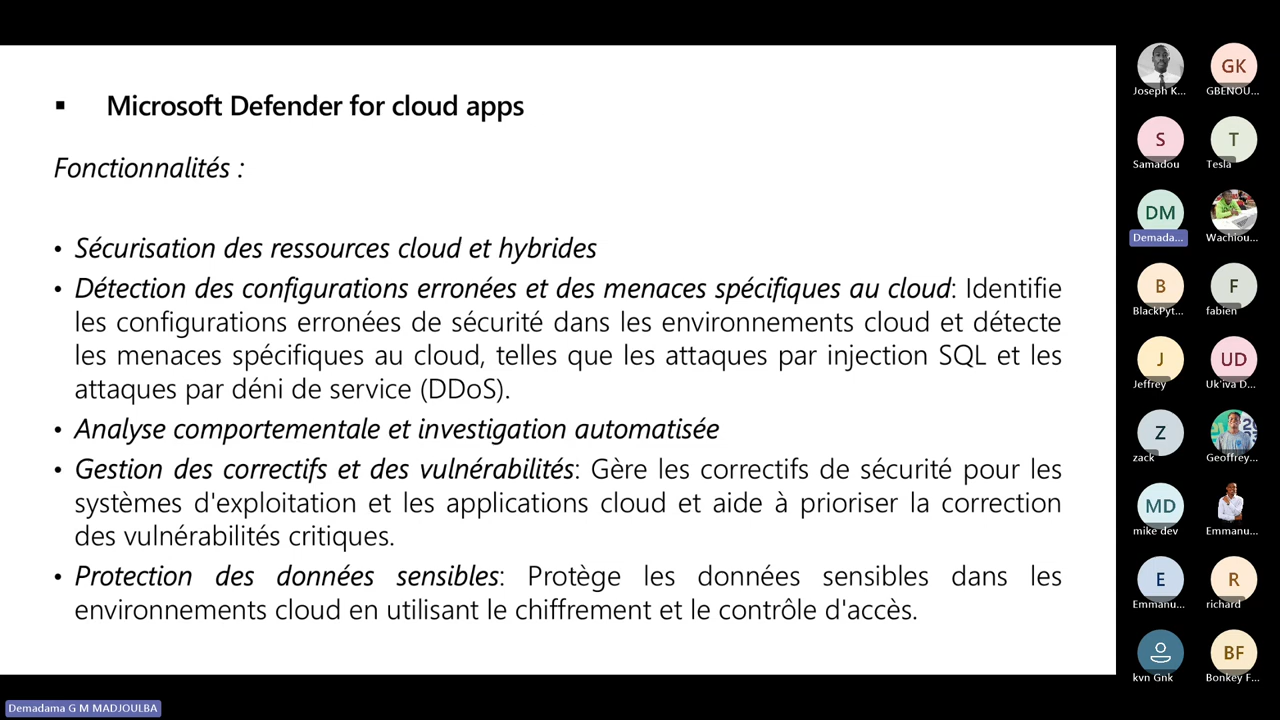 ▪ Microsoft Defender for cloud apps
Fonctionnalités :
• Sécurisation des ressources cloud et hybrides
• Détection des configurations erronées et des menaces spécifiques au cloud: Identifie
les configurations erronées de sécurité dans les environnements cloud et détecte
les menaces spécifiques au cloud, telles que les attaques par injection SQL et les
attaques par déni de service (DDoS).
• Analyse comportementale et investigation automatisée
• Gestion des correctifs et des vulnérabilités: Gère les correctifs de sécurité pour les
systèmes d'exploitation et les applications cloud et aide à prioriser la correction
des vulnérabilités critiques.
• Protection des données sensibles: Protège les données sensibles dans les
environnements cloud en utilisant le chiffrement et le contrôle d'accès.
Joseph K...
GK
GBENOU...
S
Samadou
T
Tesla
DM
Demada...
Wachiou...
B
BlackPyt...
F
fabien
J
Jeffrey
UD
Uk'iva D...
Z
zack
Geoffrey...
MD
mike dev
Emmanu...
E
Emmanu...
R
richard
kvn Gnk
BF
Bonkey F...
Demadama G M MADJOULBA